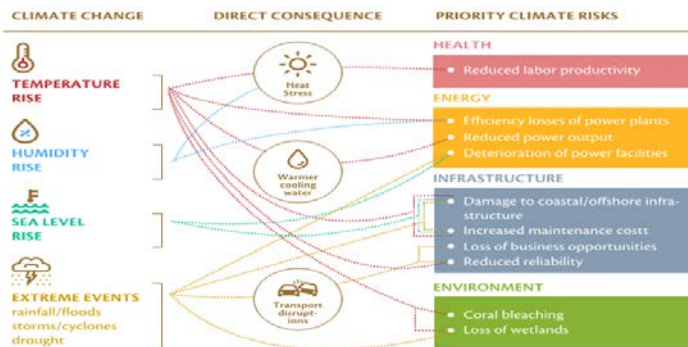 CLIMATE CHANGE
DIRECT CONSEQUENCE
PRIORITY CLIMATE RISKS
TEMPERATURE
RISE
HUMIDITY
RISE
SEA LEVEL
RISE
EXTREME EVENTS
rainfall/floods
storms/cyclones
drought
Heat
Stress
Warmer
cooling
water
Transport
disrupt-
ions
HEALTH
• Reduced labor productivity
ENERGY
• Efficiency losses of power plants
• Reduced power output
• Deterioration of power facilities
INFRASTRUCTURE
• Damage to coastal/offshore infra-
structure
• Increased maintenance costt
• Loss of business opportunities
• Reduced reliability
ENVIRONMENT
• Coral bleaching
• Loss of wetlands